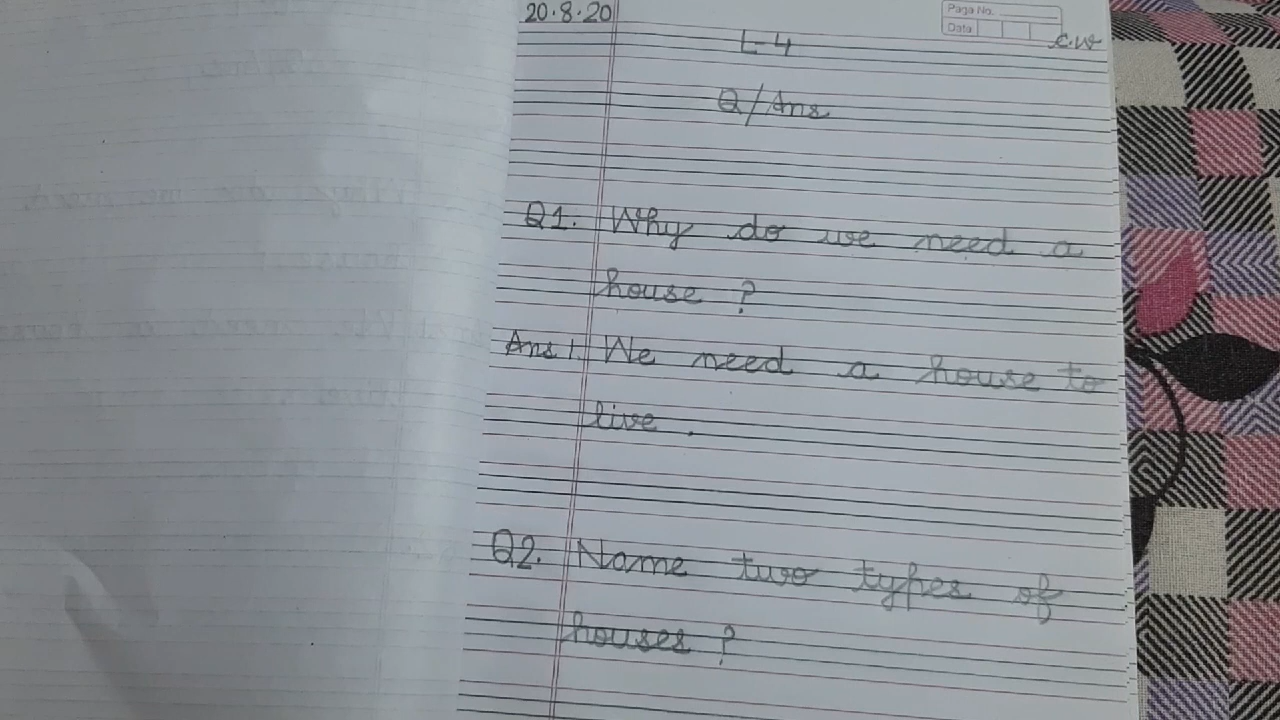 20.8.20
Page No.
Date
C.W
L-4
Q/Ans
Q1. Why do we need a
house ?
Ans 1. We need a house to
live .
Q2. Name two types of
houses ?